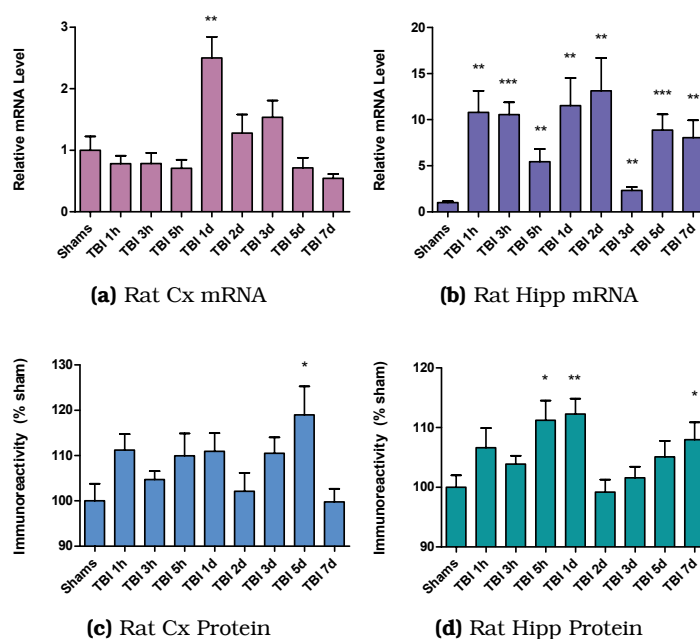 Relative mRNA Level
3
2
1
0
**
Sham​s
TBI 1h
TBI 3h
TBI 5h
TBI 1d
TBI 2d
TBI 3d
TBI 5d
TBI 7d
(a) Rat Cx mRNA
Relative mRNA Level
20
15
10
5
0
**
***
**
**
**
**
***
**
Shams
TBI 1h
TBI 3h
TBI 5h
TBI 1d
TBI 2d
TBI 3d
TBI 5d
TBI 7d
(b) Rat Hipp mRNA
Immunoreactivity (% sham)
130
120
110
100
90
*
Shams
TBI 1h
TBI 3h
TBI 5h
TBI 1d
TBI 2d
TBI 3d
TBI 5d
TBI 7d
(c) Rat Cx Protein
Immunoreactivity (% sham)
120
110
100
90
*
**
*
Shams
TBI 1h
TBI 3h
TBI 5h
TBI 1d
TBI 2d
TBI 3d
TBI 5d
TBI 7d
(d) Rat Hipp Protein